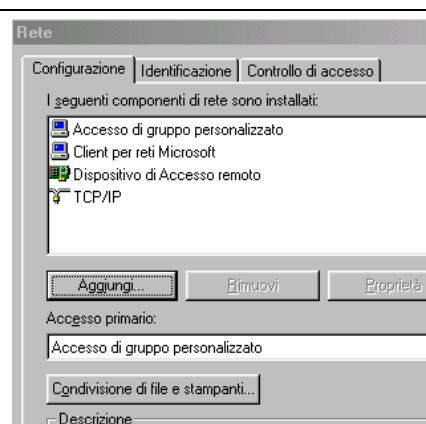 Rete
Configurazione Identificazione Controllo di accesso
I seguenti componenti di rete sono installati:
Accesso di gruppo personalizzato
Client per reti Microsoft
Dispositivo di Accesso remoto
TCP/IP
Aggiungi... Rimuovi Proprietà
Accesso primario:
Accesso di gruppo personalizzato
Condivisione di file e stampanti...
Descrizione